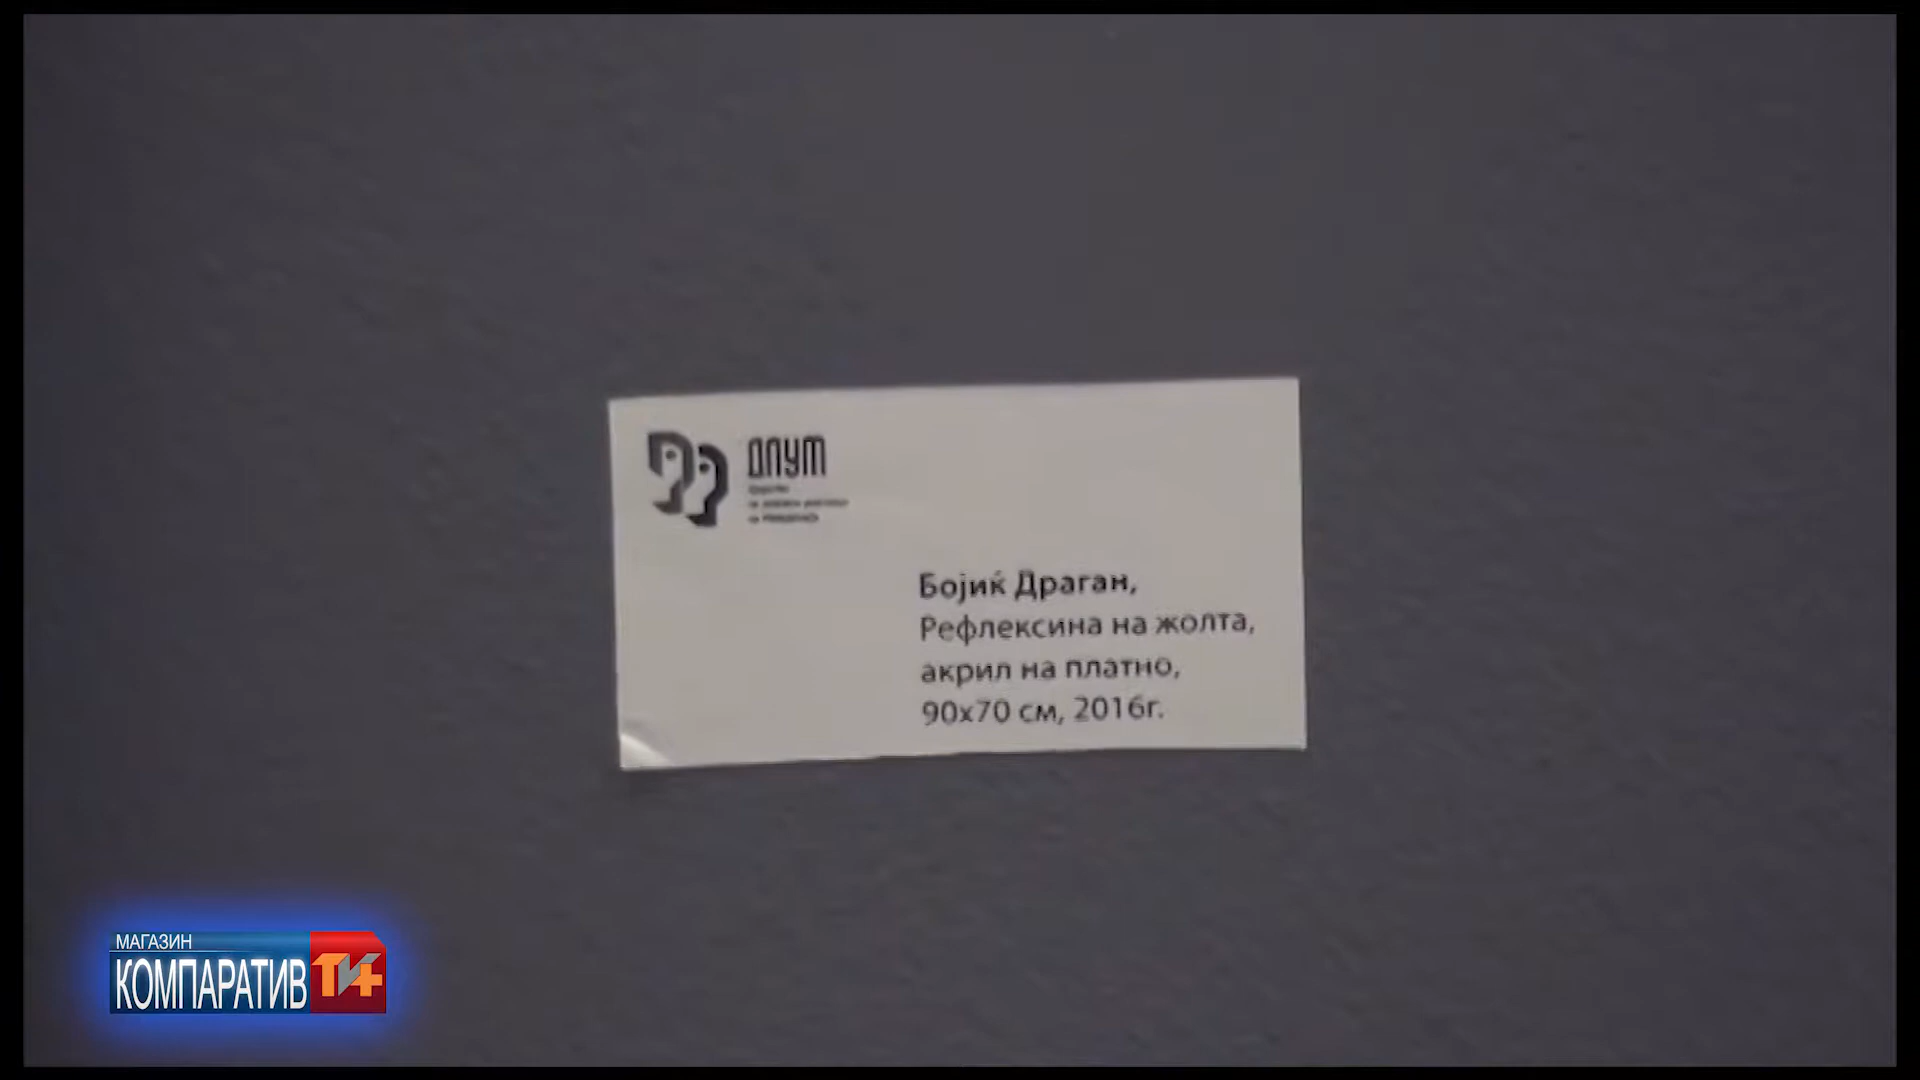 ДЛУМ
Бојиќ Драган,
Рефлексина на жолта,
акрил на платно,
90x70 см, 2016г.
МАГАЗИН
КОМПАРАТИВ